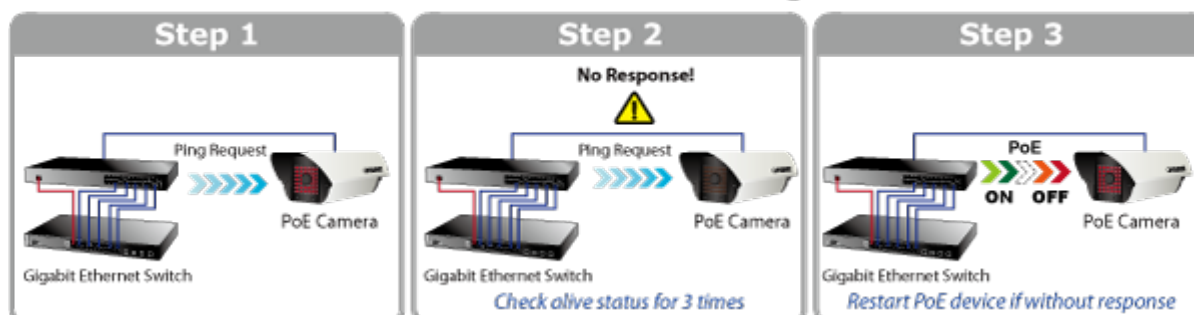 Step 1
Ping Request
PoE Camera
Gigabit Ethernet Switch
Step 2
No Response!
Ping Request
PoE Camera
Gigabit Ethernet Switch
Check alive status for 3 times
Step 3
PoE
ON OFF
PoE Camera
Gigabit Ethernet Switch
Restart PoE device if without response